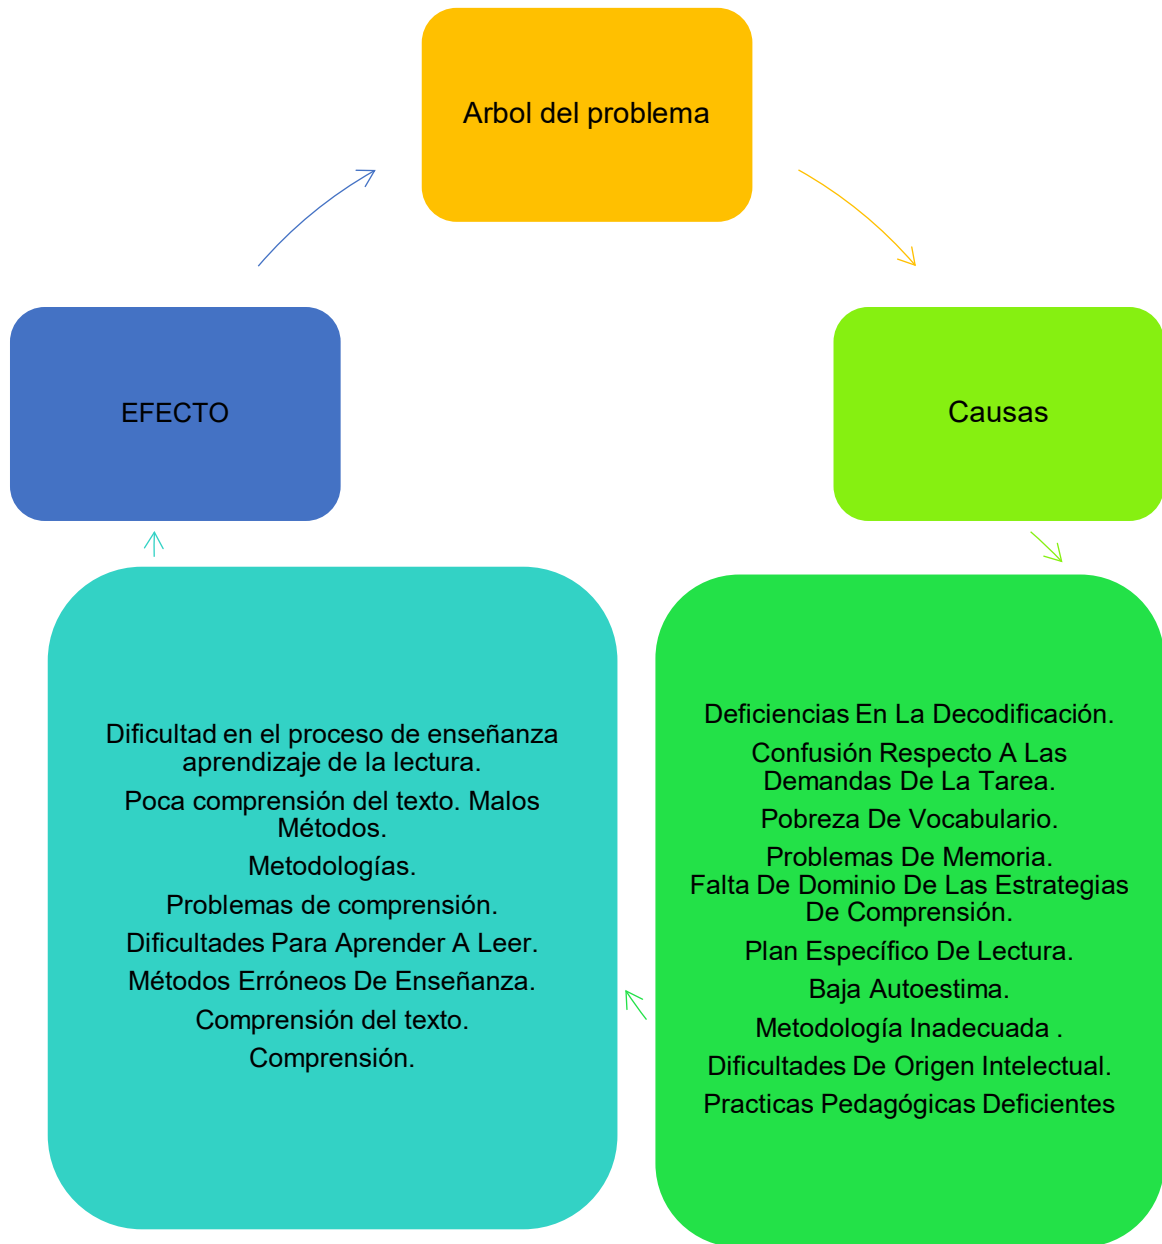 Arbol del problema
EFECTO
Causas
Dificultad en el proceso de enseñanza
aprendizaje de la lectura.
Poca comprensión del texto. Malos
Métodos.
Metodologías.
Problemas de comprensión.
Dificultades Para Aprender A Leer.
Métodos Erróneos De Enseñanza.
Comprensión del texto.
Comprensión.
Deficiencias En La Decodificación.
Confusión Respecto A Las
Demandas De La Tarea.
Pobreza De Vocabulario.
Problemas De Memoria.
Falta De Dominio De Las Estrategias
De Comprensión.
Plan Específico De Lectura.
Baja Autoestima.
Metodología Inadecuada .
Dificultades De Origen Intelectual.
Practicas Pedagógicas Deficientes